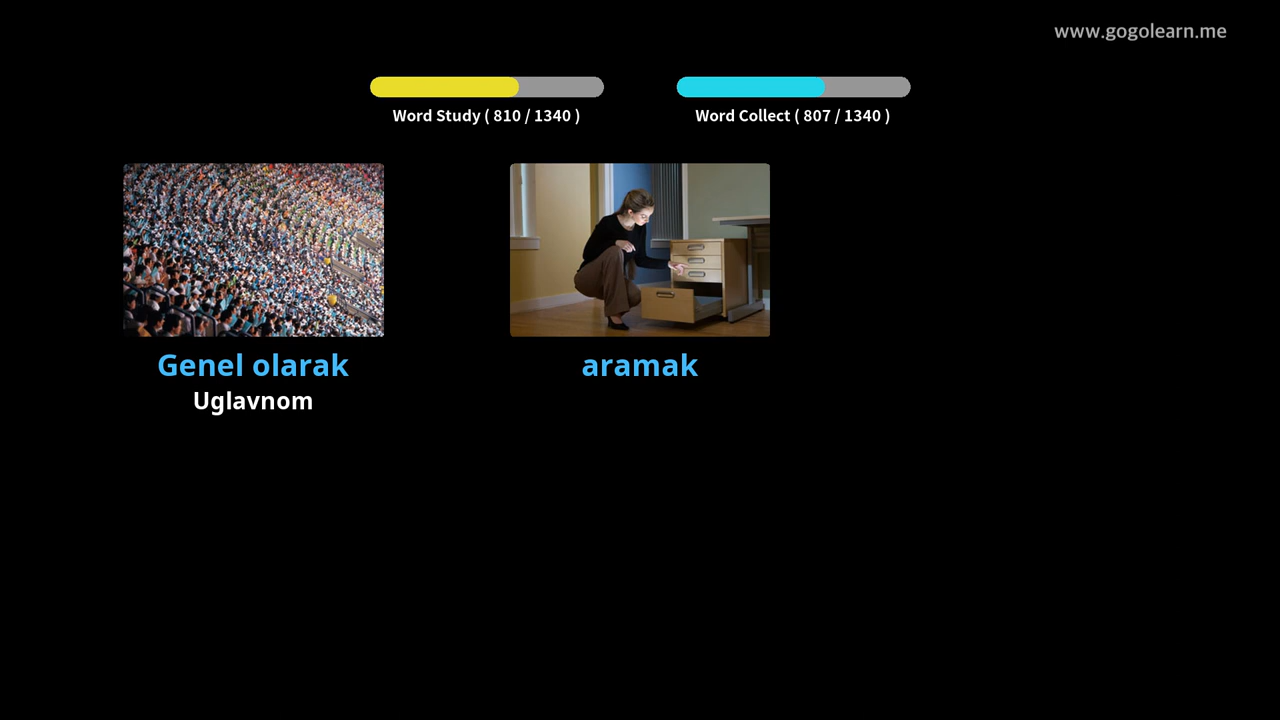 www.gogolearn.me
Word Study ( 810 / 1340 )
Word Collect ( 807 / 1340 )
Genel olarak
Uglavnom
aramak